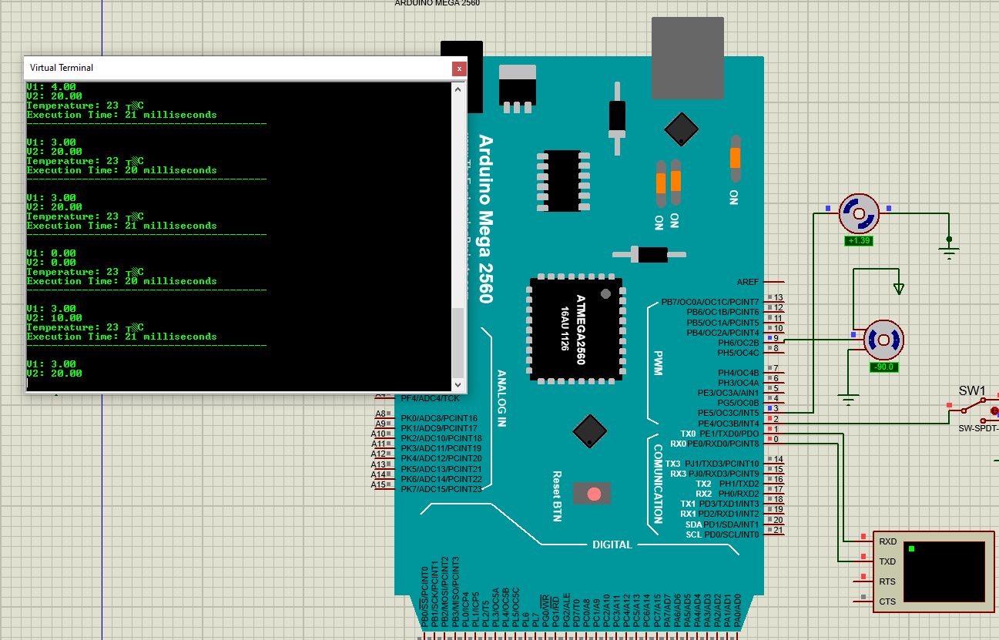 ARDUINO MEGA 2560
Virtual Terminal
V1: 4.00
V2: 20.00
Temperature: 23 T░C
Execution Time: 21 milliseconds
---------------------------------------
V1: 3.00
V2: 20.00
Temperature: 23 T░C
Execution Time: 20 milliseconds
---------------------------------------
V1: 3.00
V2: 20.00
Temperature: 23 T░C
Execution Time: 21 milliseconds
---------------------------------------
V1: 0.00
V2: 0.00
Temperature: 23 T░C
Execution Time: 20 milliseconds
---------------------------------------
V1: 3.00
V2: 10.00
Temperature: 23 T░C
Execution Time: 21 milliseconds
---------------------------------------
V1: 3.00
V2: 20.00
Arduino Mega 2560
ATMEGA2560
16AU 1126
ON
ON
ON
+1.39
-90.0
AREF
PB7/OC0A/OC1C/PCINT7 13
PB6/OC1B/PCINT6 12
PB5/OC1A/PCINT5 11
PB4/OC2A/PCINT4 10
PH6/OC2B 9
PH5/OC4C 8
PH4/OC4B 7
PH3/OC4A 6
PE3/OC3A/AIN1 5
PG5/OC0B 4
PE5/OC3C/INT5 3
PE4/OC3B/INT4 2
TX0 PE1/TXD0/PDO 1
RX0 PE0/RXD0/PCINT8 0
TX3 PJ1/TXD3/PCINT10 14
RX3 PJ0/RXD3/PCINT9 15
TX2 PH1/TXD2 16
RX2 PH0/RXD2 17
TX1 PD3/TXD1/INT3 18
RX1 PD2/RXD1/INT2 19
SDA PD1/SDA/INT1 20
SCL PD0/SCL/INT0 21
PWM
COMUNICATION
ANALOG IN
A4 PF4/ADC4/TCK
A8 PK0/ADC8/PCINT16
A9 PK1/ADC9/PCINT17
A10 PK2/ADC10/PCINT18
A11 PK3/ADC11/PCINT19
A12 PK4/ADC12/PCINT20
A13 PK5/ADC13/PCINT21
A14 PK6/ADC14/PCINT22
A15 PK7/ADC15/PCINT23
Reset BTN
DIGITAL
PB0/SS/PCINT0
PB1/SCK/PCINT1
PB2/MOSI/PCINT2
PB3/MISO/PCINT3
PL0/ICP4
PL1/ICP5
PL2/T5
PL3/OC5A
PL4/OC5B
PL5/OC5C
PL6
PL7
PG0/WR
PG1/RD
PG2/ALE
PD7/T0
PC0/A8
PC1/A9
PC2/A10
PC3/A11
PC4/A12
PC5/A13
PC6/A14
PC7/A15
PA7/AD7
PA6/AD6
PA5/AD5
PA4/AD4
PA3/AD3
PA2/AD2
PA1/AD1
PA0/AD0
SW1
SW-SPDT-
RXD
TXD
RTS
CTS